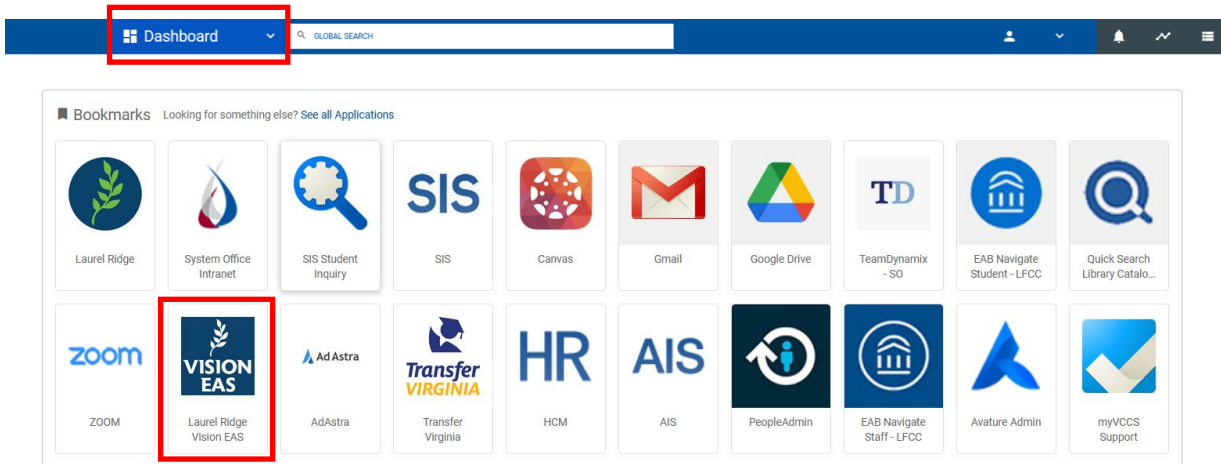 Dashboard
GLOBAL SEARCH
Bookmarks Looking for something else? See all Applications
SIS
TD
Laurel Ridge
System Office
Intranet
SIS Student
Inquiry
SIS
Canvas
Gmail
Google Drive
TeamDynamix
- SO
EAB Navigate
Student - LFCC
Quick Search
Library Catalo...
zoom
VISION
EAS
Ad Astra
Transfer
VIRGINIA
HR
AIS
ZOOM
Laurel Ridge
Vision EAS
AdAstra
Transfer
Virginia
HCM
AIS
PeopleAdmin
EAB Navigate
Staff - LFCC
Avature Admin
myVCCS
Support